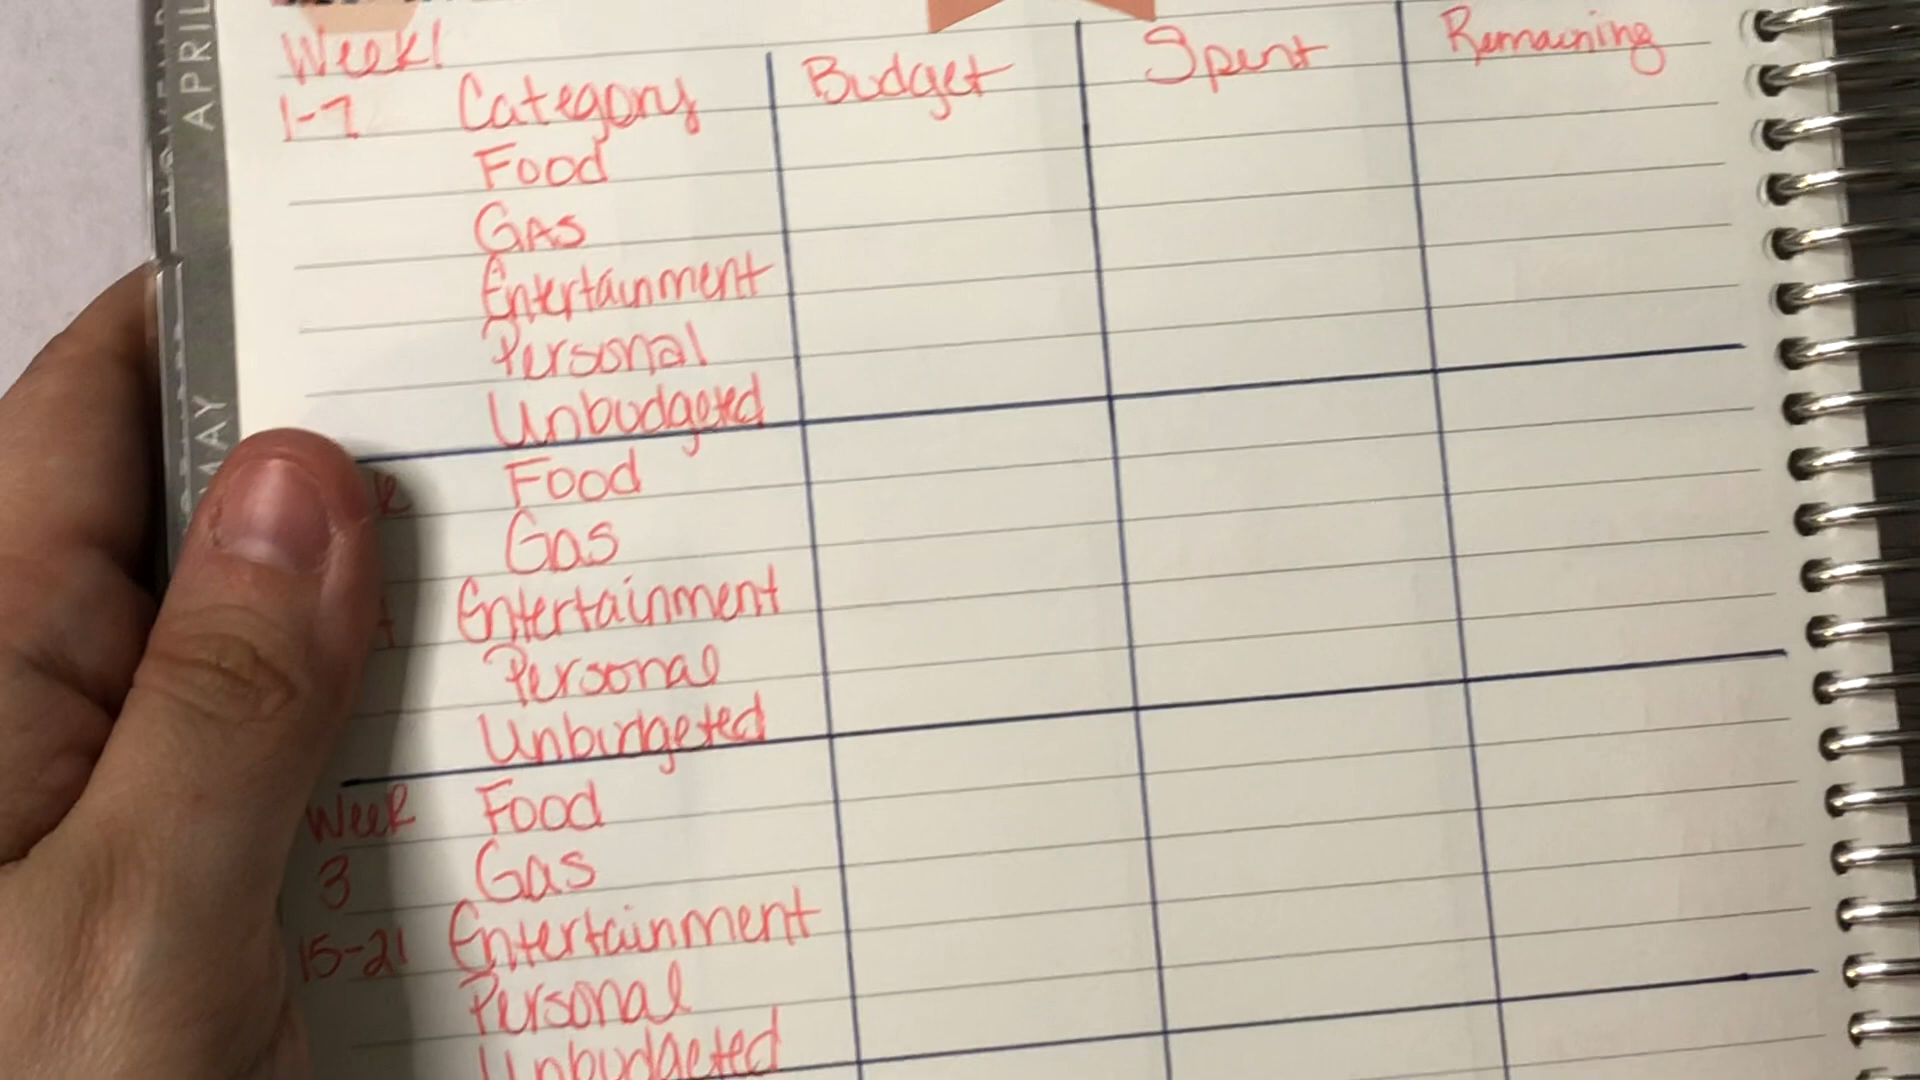 APRIL
MAY
Week 1
1-7 Category Budget Spent Remaining
Food
Gas
Entertainment
Personal
Unbudgeted
Food
Gas
Entertainment
Personal
Unbudgeted
Week Food
3 Gas
15-21 Entertainment
Personal
Unbudgeted